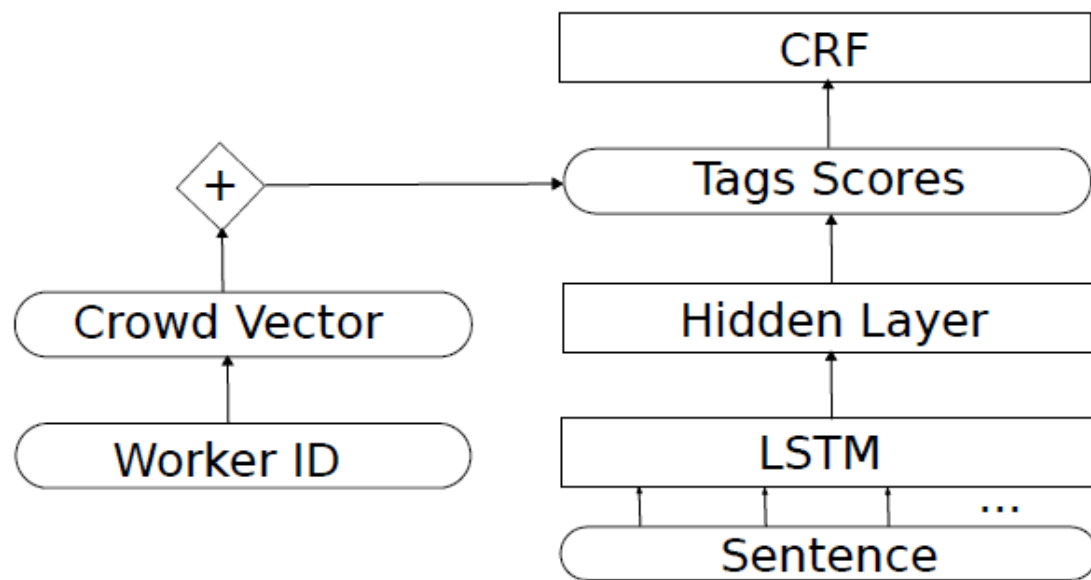 CRF
+
Tags Scores
Crowd Vector
Hidden Layer
Worker ID
LSTM
...
Sentence